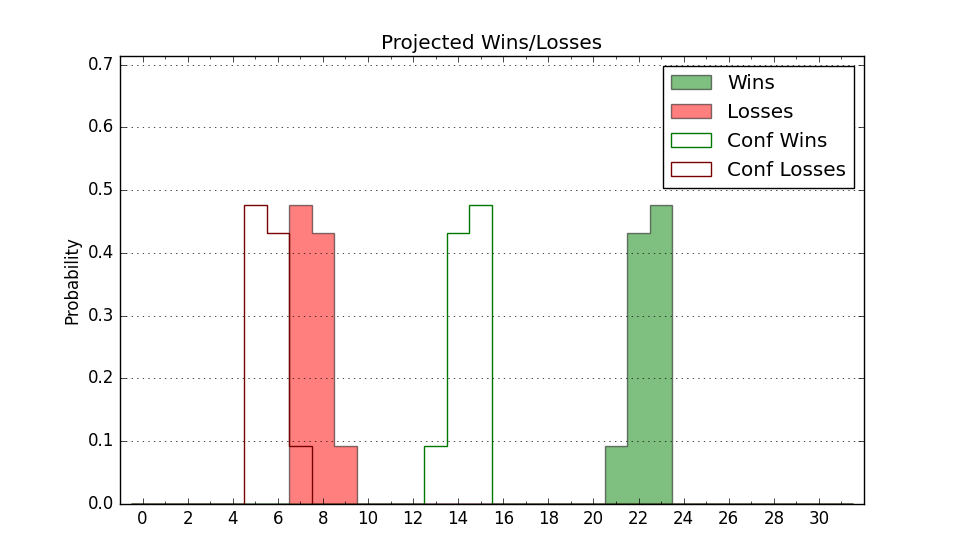 Projected Wins/Losses
0.7
0.6
0.5
0.4
0.3
0.2
0.1
0.0
Probability
Wins
Losses
Conf Wins
Conf Losses
0 2 4 6 8 10 12 14 16 18 20 22 24 26 28 30